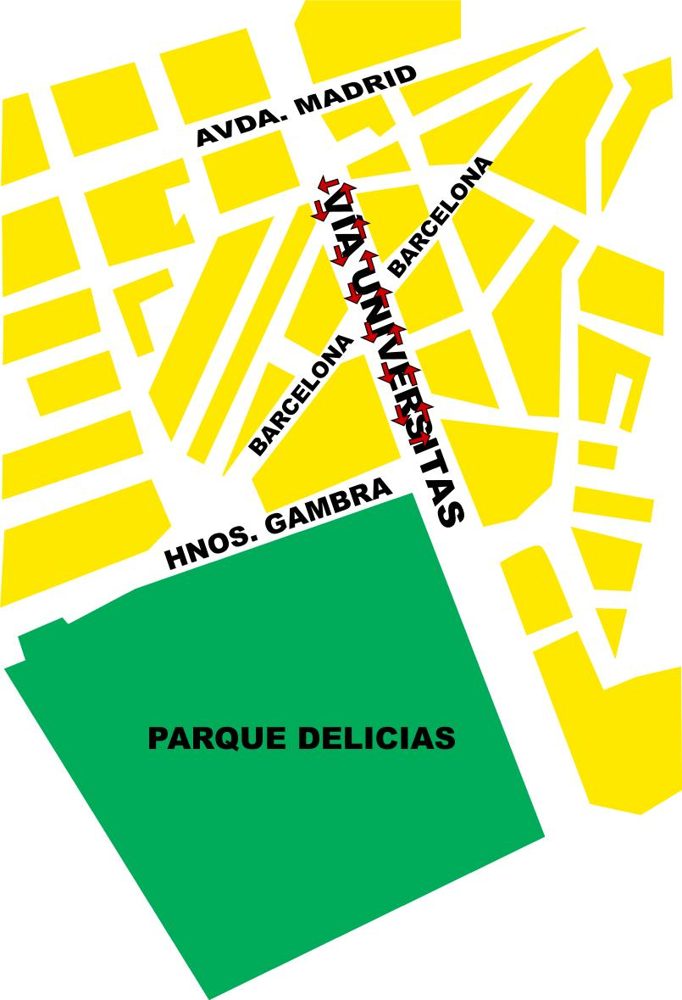 AVDA. MADRID
BARCELONA
VÍA UNIVERSITAS
BARCELONA
HNOS. GAMBRA
PARQUE DELICIAS